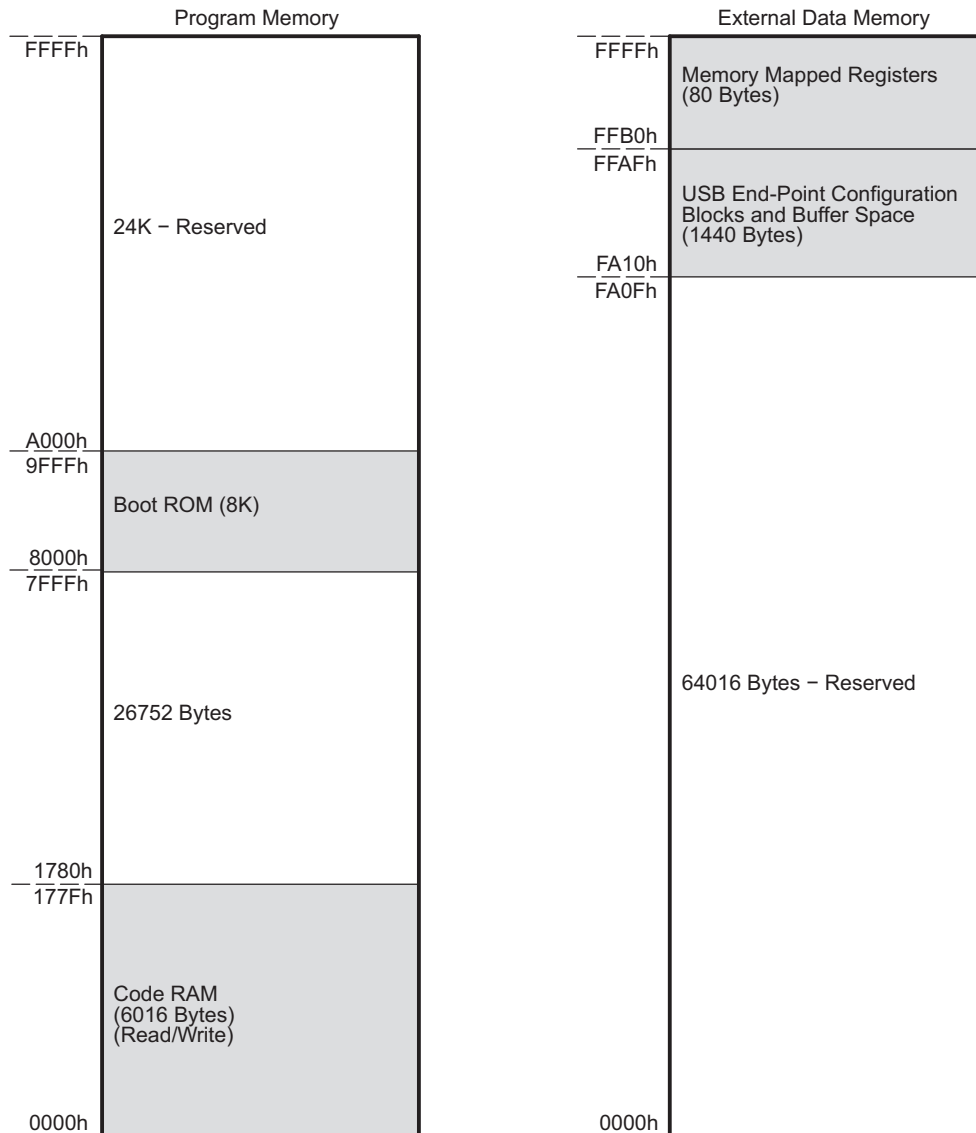 Program Memory
FFFFh
24K − Reserved
A000h
9FFFh
Boot ROM (8K)
8000h
7FFFh
26752 Bytes
1780h
177Fh
Code RAM
(6016 Bytes)
(Read/Write)
0000h
External Data Memory
FFFFh
Memory Mapped Registers
(80 Bytes)
FFB0h
FFAFh
USB End-Point Configuration
Blocks and Buffer Space
(1440 Bytes)
FA10h
FA0Fh
64016 Bytes − Reserved
0000h